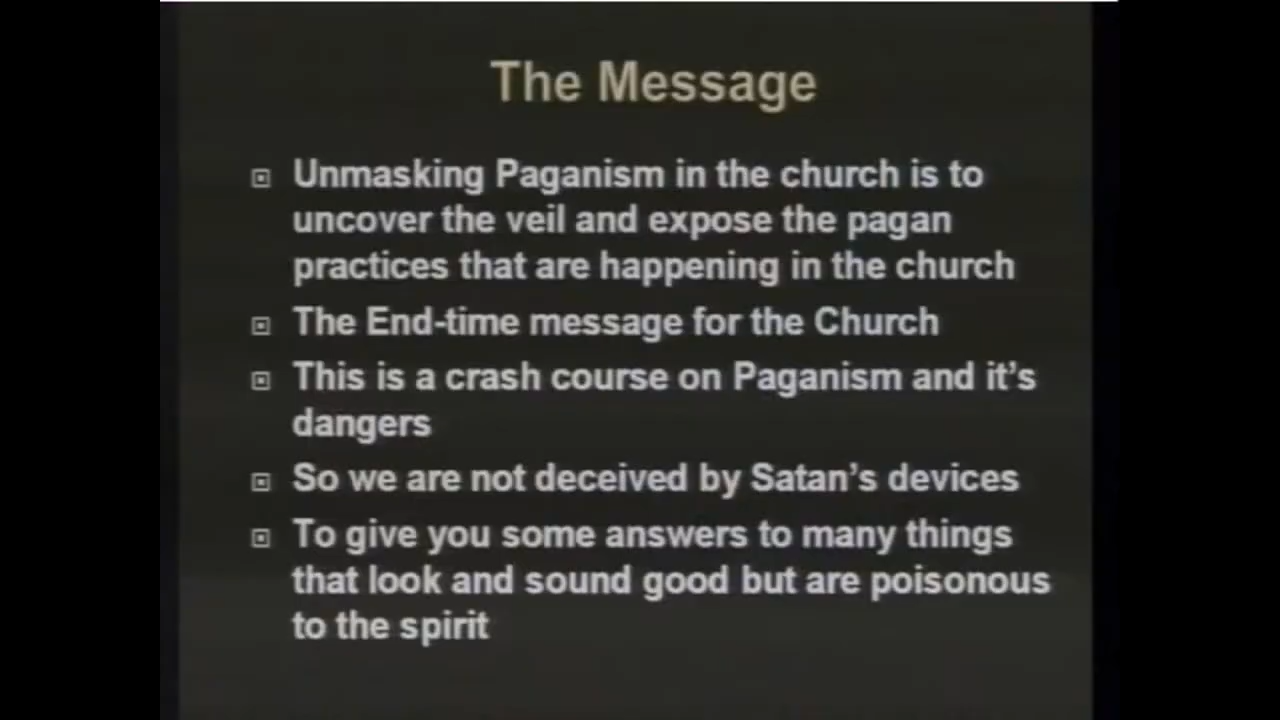 The Message
Unmasking Paganism in the church is to
uncover the veil and expose the pagan
practices that are happening in the church
The End-time message for the Church
This is a crash course on Paganism and it’s
dangers
So we are not deceived by Satan’s devices
To give you some answers to many things
that look and sound good but are poisonous
to the spirit